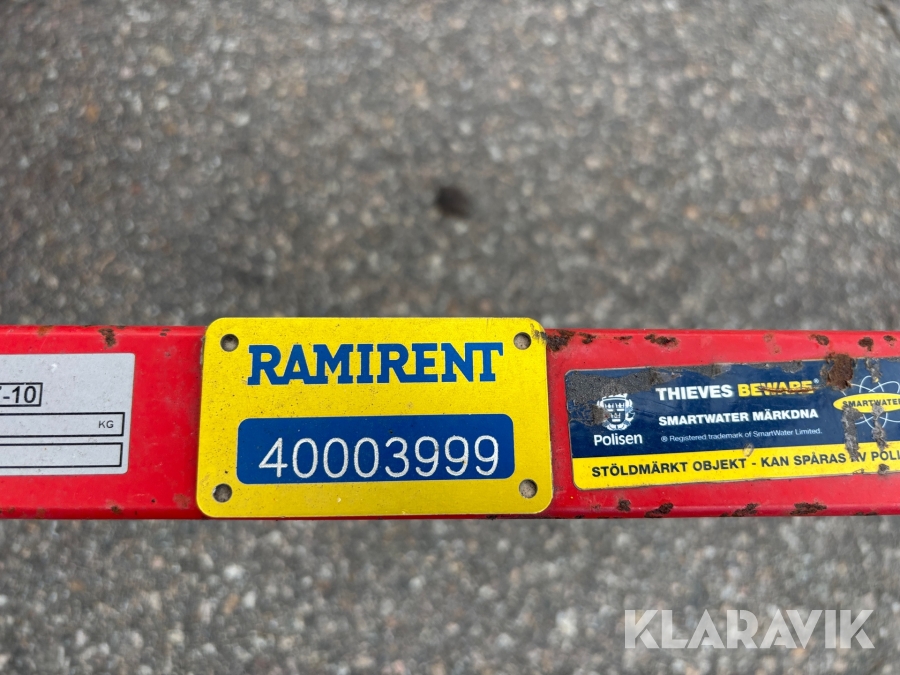 -10
KG
RAMIRENT
40003999
THIEVES BEWARE®
SMARTWATER MÄRKDNA
Polisen
® Registered trademark of SmartWater Limited.
SMARTWATER
STÖLDMÄRKT OBJEKT - KAN SPÅRAS AV
KLARAVIK